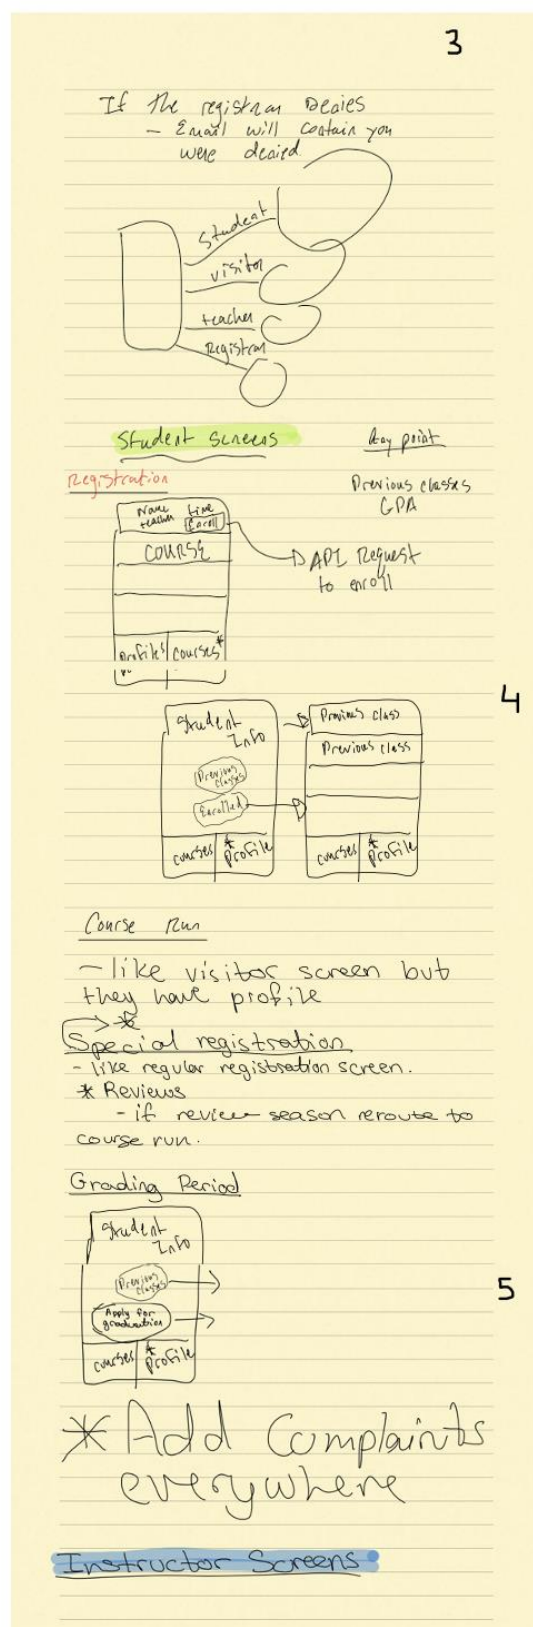 3
If the registrar Denies
- Email will contain you
were denied
Student
visitor
teacher
Registrar
Student screens
Any point
Registration
Previous classes
GPA
Name Time
teacher Enroll
COURSE
API Request
to enroll
profile courses*
4
Student
Info
Previous class
Previous class
Previous
classes
Enrolled
courses * profile
courses * profile
Course Run
- like visitor screen but
they have profile
*
Special registration
- like regular registration screen.
* Reviews
- if review season reroute to
course run.
Grading Period
Student
Info
5
Previous
classes
Apply for
graduation
courses * profile
* Add Complaints
everywhere
Instructor Screens